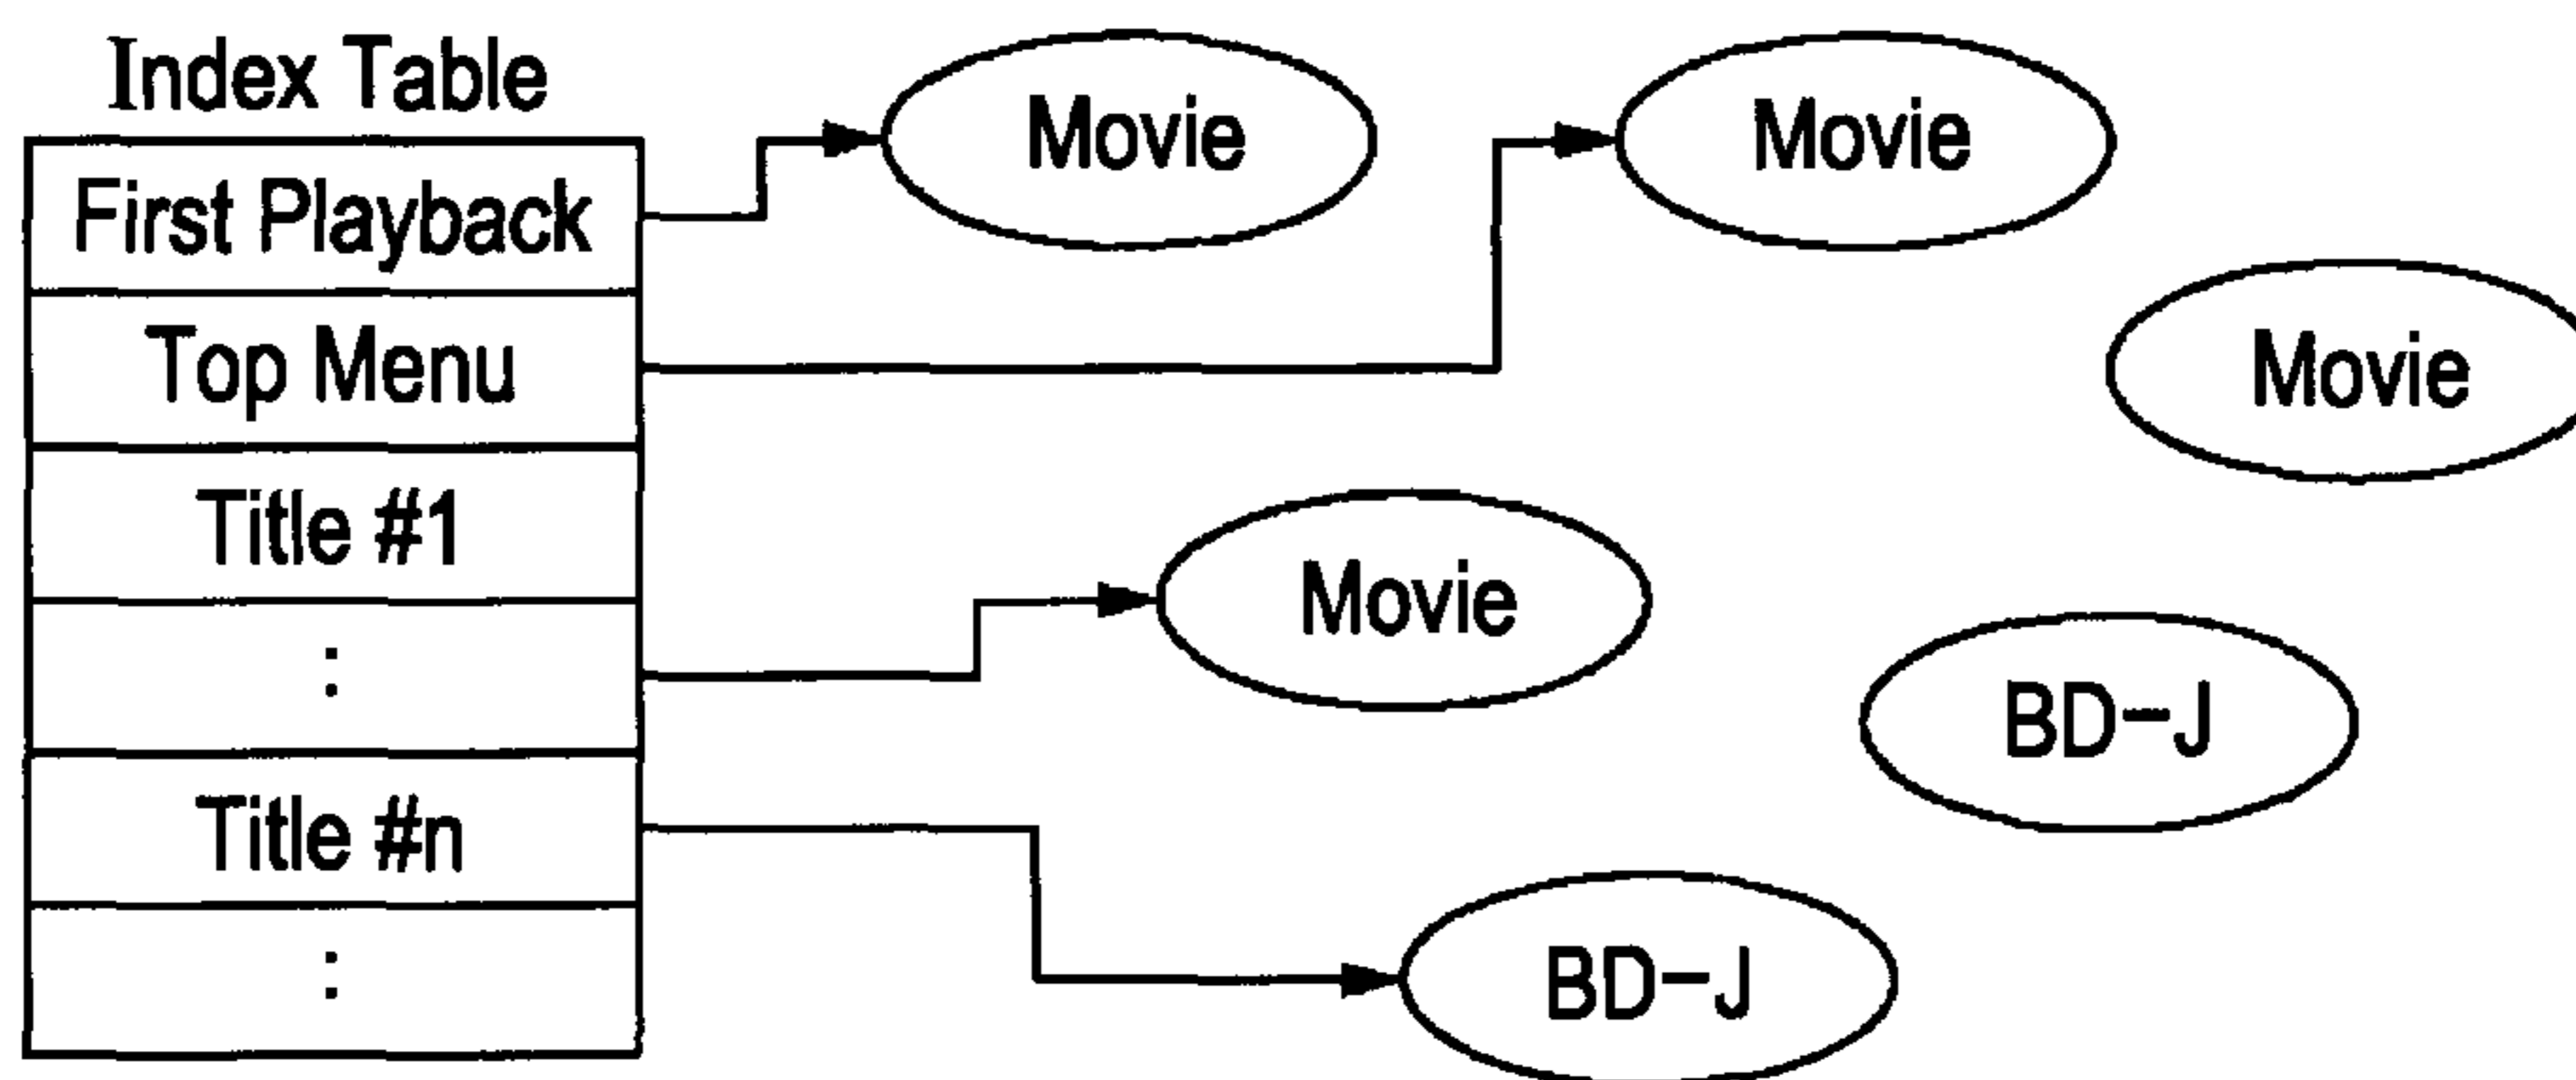 Index Table
First Playback
Top Menu
Title #1
:
Title #n
:
Movie
Movie
Movie
Movie
BD-J
BD-J